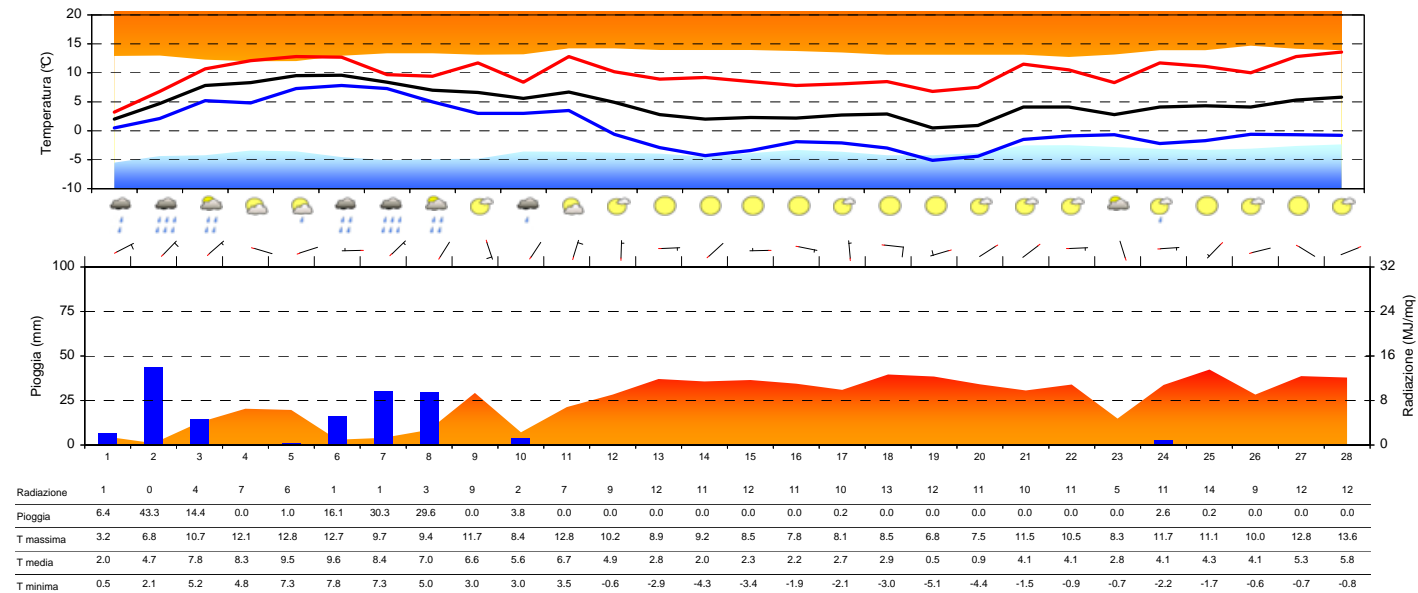 20
15
10
5
0
-5
-10
Temperatura (°C)
100
75
50
25
0
Pioggia (mm)
32
24
16
8
0
Radiazione (MJ/mq)
1 2 3 4 5 6 7 8 9 10 11 12 13 14 15 16 17 18 19 20 21 22 23 24 25 26 27 28
Radiazione 1 0 4 7 6 1 1 3 9 2 7 9 12 11 12 11 10 13 12 11 10 11 5 11 14 9 12 12
Pioggia 6.4 43.3 14.4 0.0 1.0 16.1 30.3 29.6 0.0 3.8 0.0 0.0 0.0 0.0 0.0 0.0 0.2 0.0 0.0 0.0 0.0 0.0 0.0 2.6 0.2 0.0 0.0 0.0
T massima 3.2 6.8 10.7 12.1 12.8 12.7 9.7 9.4 11.7 8.4 12.8 10.2 8.9 9.2 8.5 7.8 8.1 8.5 6.8 7.5 11.5 10.5 8.3 11.7 11.1 10.0 12.8 13.6
T media 2.0 4.7 7.8 8.3 9.5 9.6 8.4 7.0 6.6 5.6 6.7 4.9 2.8 2.0 2.3 2.2 2.7 2.9 0.5 0.9 4.1 4.1 2.8 4.1 4.3 4.1 5.3 5.8
T minima 0.5 2.1 5.2 4.8 7.3 7.8 7.3 5.0 3.0 3.0 3.5 -0.6 -2.9 -4.3 -3.4 -1.9 -2.1 -3.0 -5.1 -4.4 -1.5 -0.9 -0.7 -2.2 -1.7 -0.6 -0.7 -0.8